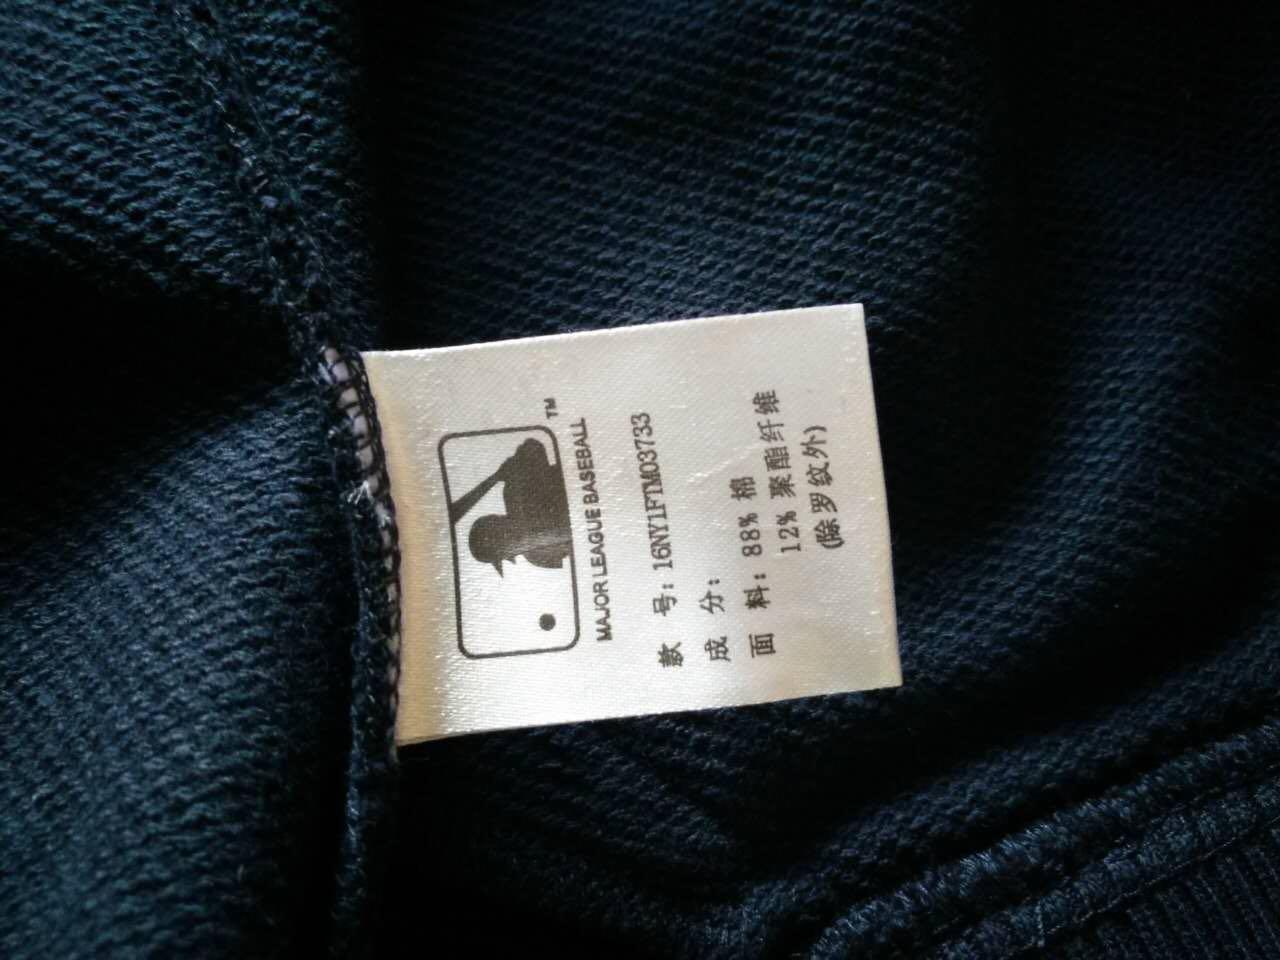 TM
MAJOR LEAGUE BASEBALL
款 号: 16NY1FTM03733
成 分:
面 料: 88% 棉
12% 聚酯纤维
(除罗纹外)